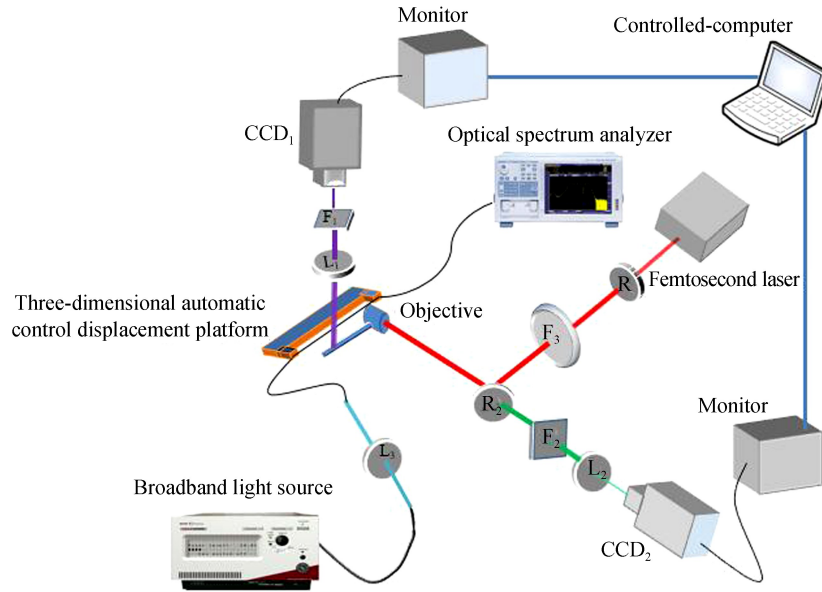 Monitor
Controlled-computer
CCD₁
Optical spectrum analyzer
F₁
L₁
R
Femtosecond laser
Three-dimensional automatic
control displacement platform
Objective
F₃
R₂
Monitor
F₂
L₃
L₂
Broadband light source
CCD₂